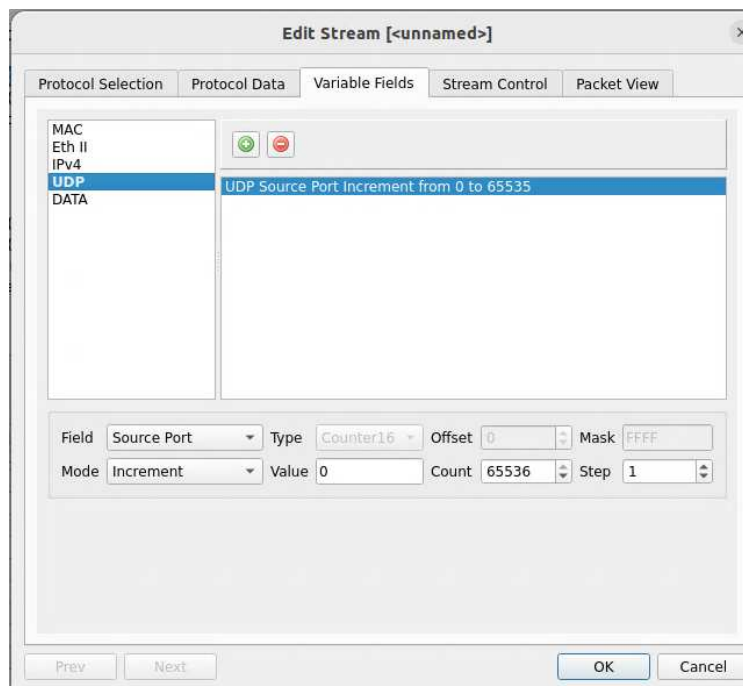 Edit Stream [<unnamed>]
Protocol Selection Protocol Data Variable Fields Stream Control Packet View
MAC
Eth II
IPv4
UDP
DATA
UDP Source Port Increment from 0 to 65535
Field Source Port Type Counter16 Offset 0 Mask FFFF
Mode Increment Value 0 Count 65536 Step 1
Prev Next OK Cancel